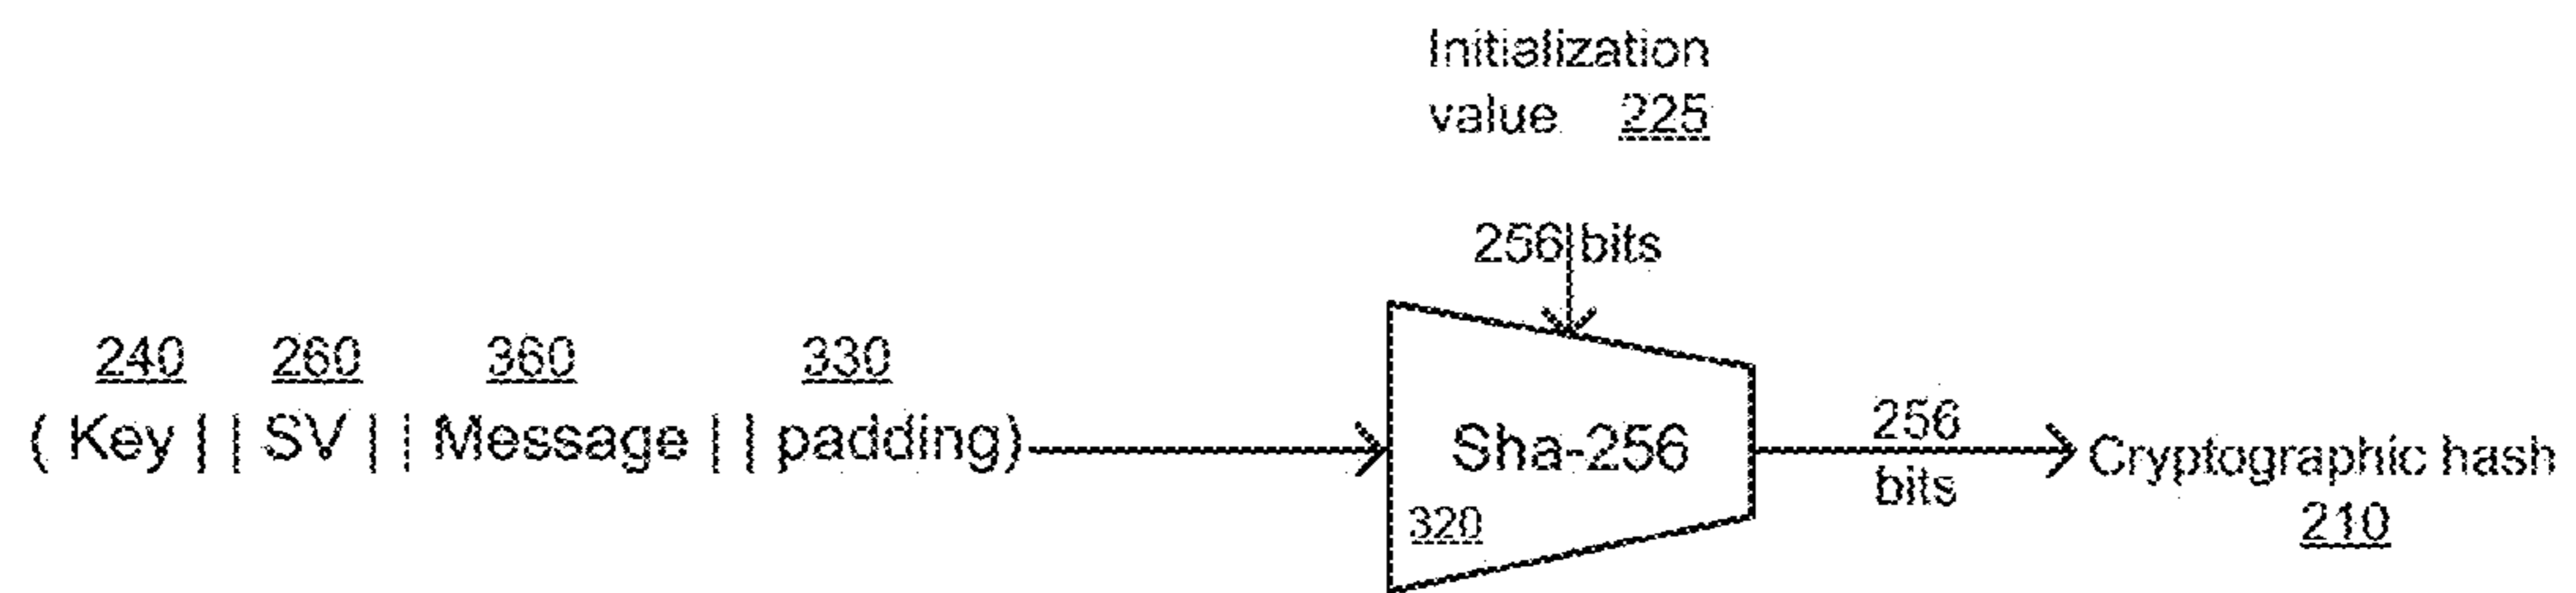 Initialization
value 225
256 bits
240 260 360 330
( Key | | SV | | Message | | padding)
Sha-256
320
256
bits
Cryptographic hash
210